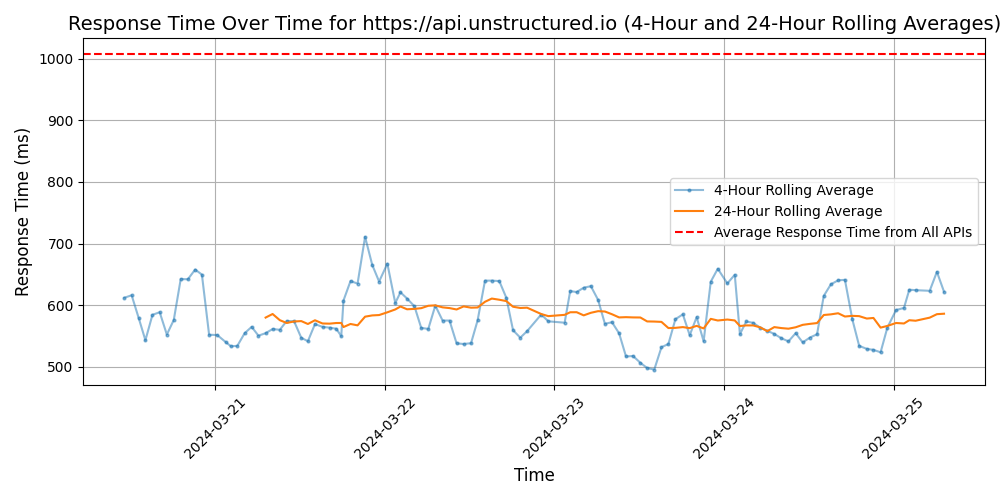 Response Time Over Time for https://api.unstructured.io (4-Hour and 24-Hour Rolling Averages)
Response Time (ms)
1000
900
800
700
600
500
4-Hour Rolling Average
24-Hour Rolling Average
Average Response Time from All APIs
2024-03-21
2024-03-22
2024-03-23
2024-03-24
2024-03-25
Time